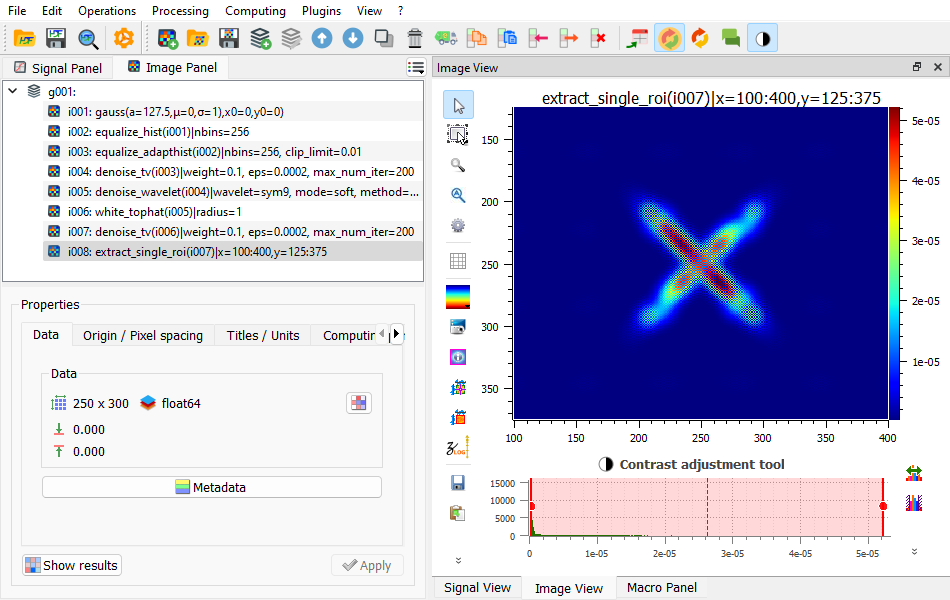 File Edit Operations Processing Computing Plugins View ?
Signal Panel Image Panel
g001:
i001: gauss(a=127.5,μ=0,σ=1),x0=0,y0=0)
i002: equalize_hist(i001)|nbins=256
i003: equalize_adapthist(i002)|nbins=256, clip_limit=0.01
i004: denoise_tv(i003)|weight=0.1, eps=0.0002, max_num_iter=200
i005: denoise_wavelet(i004)|wavelet=sym9, mode=soft, method=...
i006: white_tophat(i005)|radius=1
i007: denoise_tv(i006)|weight=0.1, eps=0.0002, max_num_iter=200
i008: extract_single_roi(i007)|x=100:400,y=125:375
Properties
Data Origin / Pixel spacing Titles / Units Computin
Data
250 x 300 float64
0.000
0.000
Metadata
Show results Apply
Image View
extract_single_roi(i007)|x=100:400,y=125:375
150
200
250
300
350
100 150 200 250 300 350 400
5e-05
4e-05
3e-05
2e-05
1e-05
LOG
Contrast adjustment tool
15000
10000
5000
0
0 1e-05 2e-05 3e-05 4e-05 5e-05
Signal View Image View Macro Panel